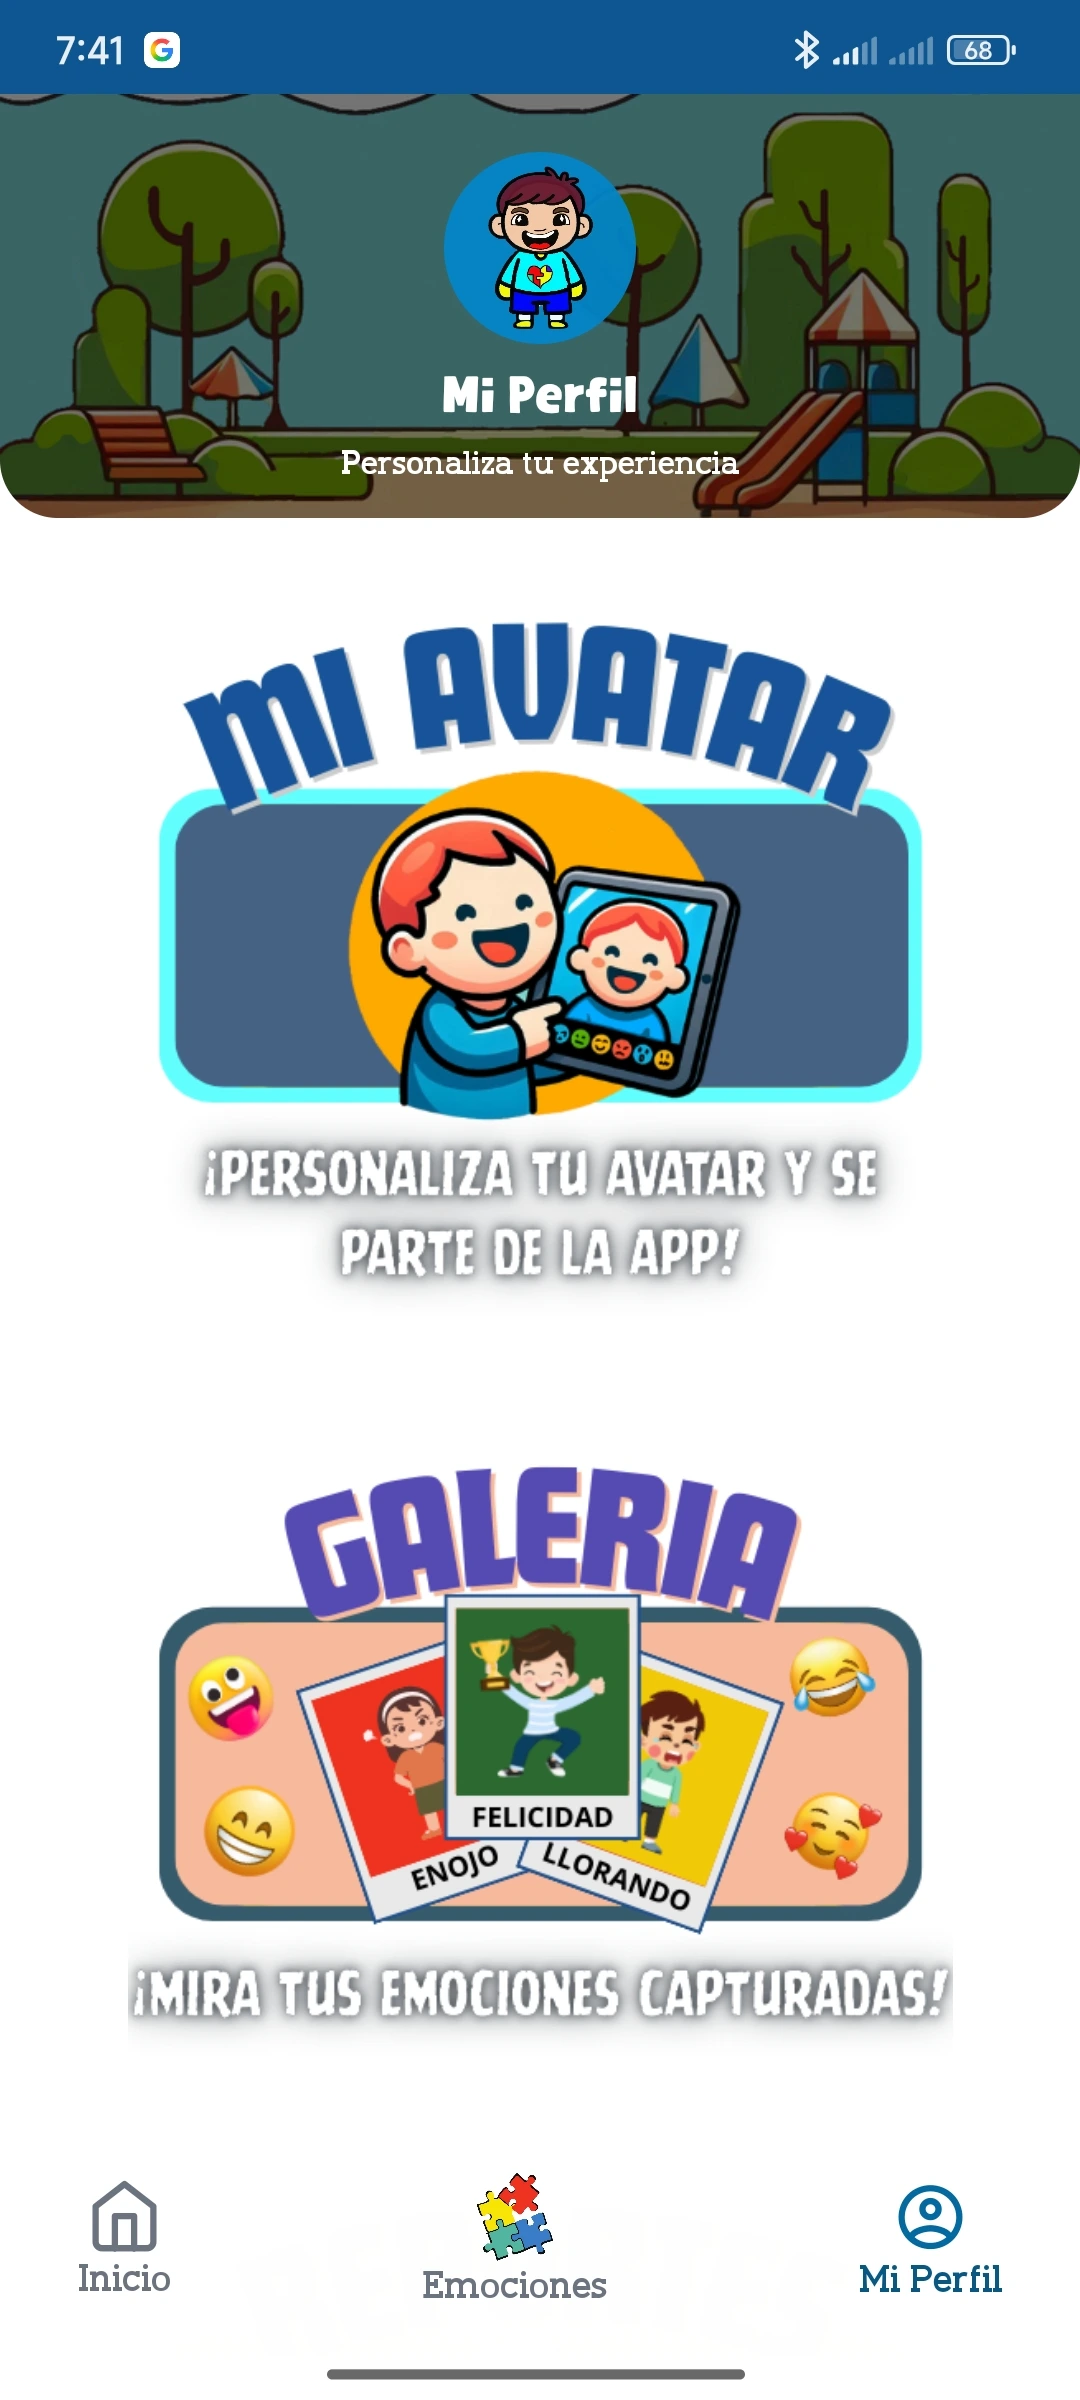 7:41
68
Mi Perfil
Personaliza tu experiencia
MI AVATAR
¡PERSONALIZA TU AVATAR Y SE
PARTE DE LA APP!
GALERIA
FELICIDAD
ENOJO
LLORANDO
¡MIRA TUS EMOCIONES CAPTURADAS!
Inicio
Emociones
Mi Perfil